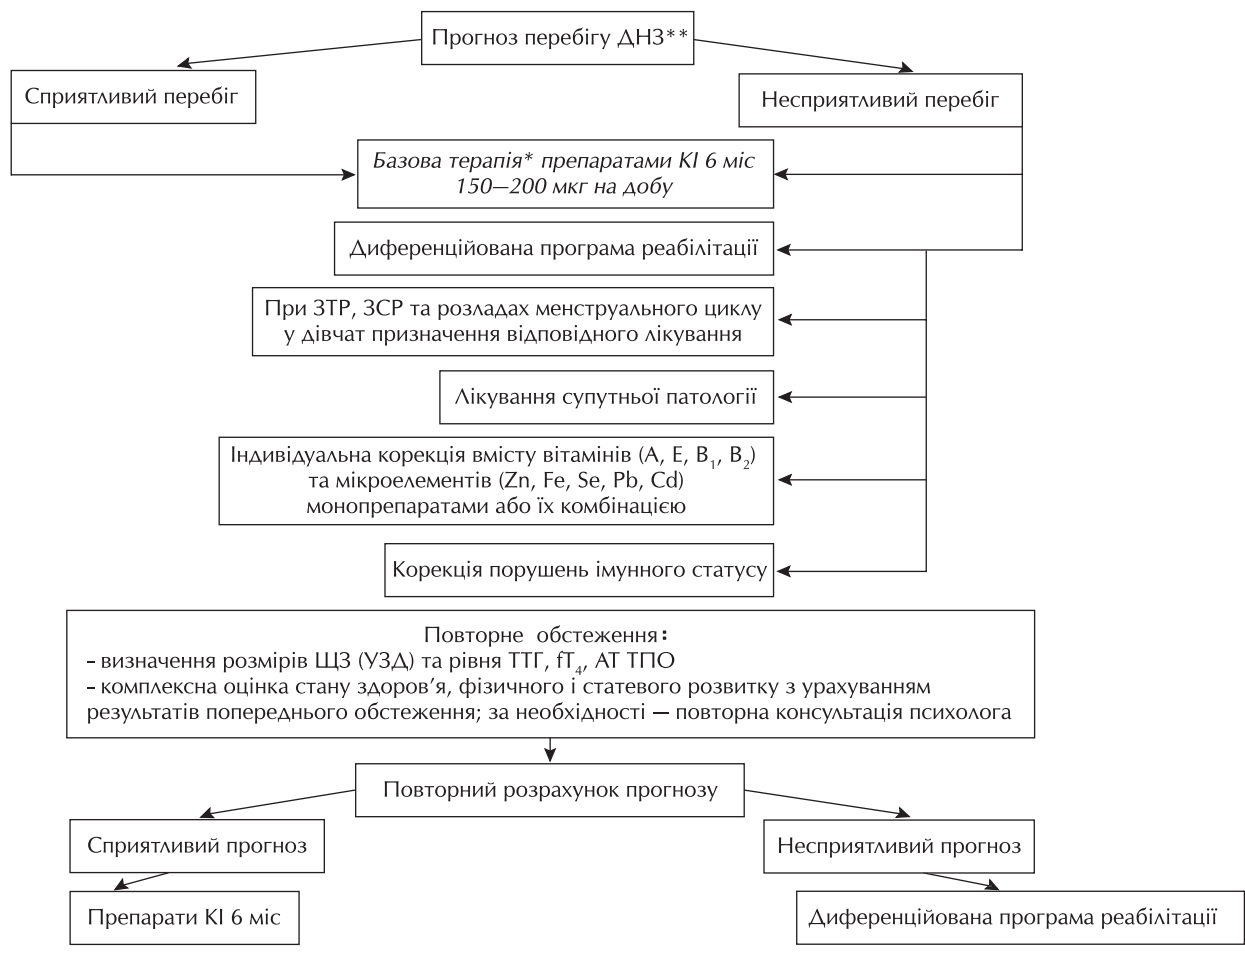 Прогноз перебігу ДНЗ**
Сприятливий перебіг
Несприятливий перебіг
Базова терапія* препаратами КІ 6 міс
150—200 мкг на добу
Диференційована програма реабілітації
При ЗТР, ЗСР та розладах менструального циклу
у дівчат призначення відповідного лікування
Лікування супутньої патології
Індивідуальна корекція вмісту вітамінів (А, Е, В₁, В₂)
та мікроелементів (Zn, Fe, Se, Pb, Cd)
монопрепаратами або їх комбінацією
Корекція порушень імунного статусу
Повторне обстеження:
– визначення розмірів ЩЗ (УЗД) та рівня ТТГ, fT₄, АТ ТПО
– комплексна оцінка стану здоров’я, фізичного і статевого розвитку з урахуванням
результатів попереднього обстеження; за необхідності — повторна консультація психолога
Повторний розрахунок прогнозу
Сприятливий прогноз
Несприятливий прогноз
Препарати КІ 6 міс
Диференційована програма реабілітації